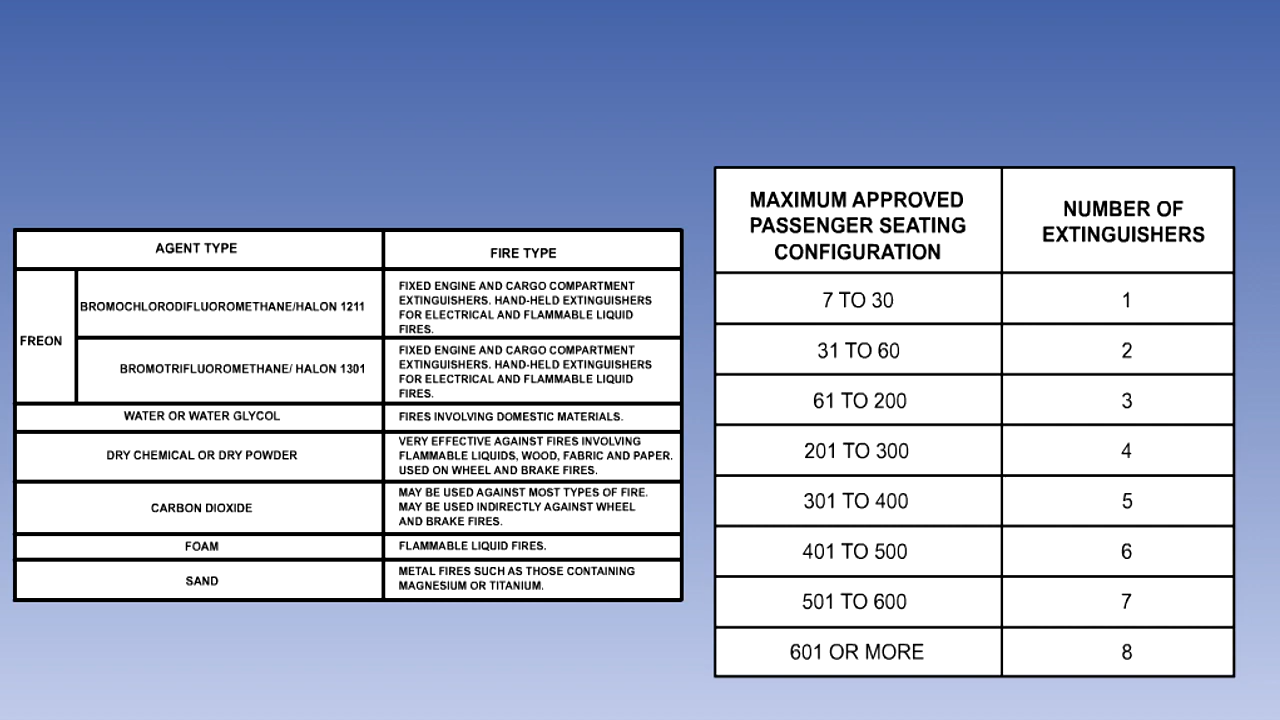 AGENT TYPE
FIRE TYPE
FREON
BROMOCHLORODIFLUOROMETHANE/HALON 1211
FIXED ENGINE AND CARGO COMPARTMENT
EXTINGUISHERS. HAND-HELD EXTINGUISHERS
FOR ELECTRICAL AND FLAMMABLE LIQUID
FIRES.
BROMOTRIFLUOROMETHANE/ HALON 1301
FIXED ENGINE AND CARGO COMPARTMENT
EXTINGUISHERS. HAND-HELD EXTINGUISHERS
FOR ELECTRICAL AND FLAMMABLE LIQUID
FIRES.
WATER OR WATER GLYCOL
FIRES INVOLVING DOMESTIC MATERIALS.
DRY CHEMICAL OR DRY POWDER
VERY EFFECTIVE AGAINST FIRES INVOLVING
FLAMMABLE LIQUIDS, WOOD, FABRIC AND PAPER.
USED ON WHEEL AND BRAKE FIRES.
CARBON DIOXIDE
MAY BE USED AGAINST MOST TYPES OF FIRE.
MAY BE USED INDIRECTLY AGAINST WHEEL
AND BRAKE FIRES.
FOAM
FLAMMABLE LIQUID FIRES.
SAND
METAL FIRES SUCH AS THOSE CONTAINING
MAGNESIUM OR TITANIUM.
MAXIMUM APPROVED
PASSENGER SEATING
CONFIGURATION
NUMBER OF
EXTINGUISHERS
7 TO 30
1
31 TO 60
2
61 TO 200
3
201 TO 300
4
301 TO 400
5
401 TO 500
6
501 TO 600
7
601 OR MORE
8